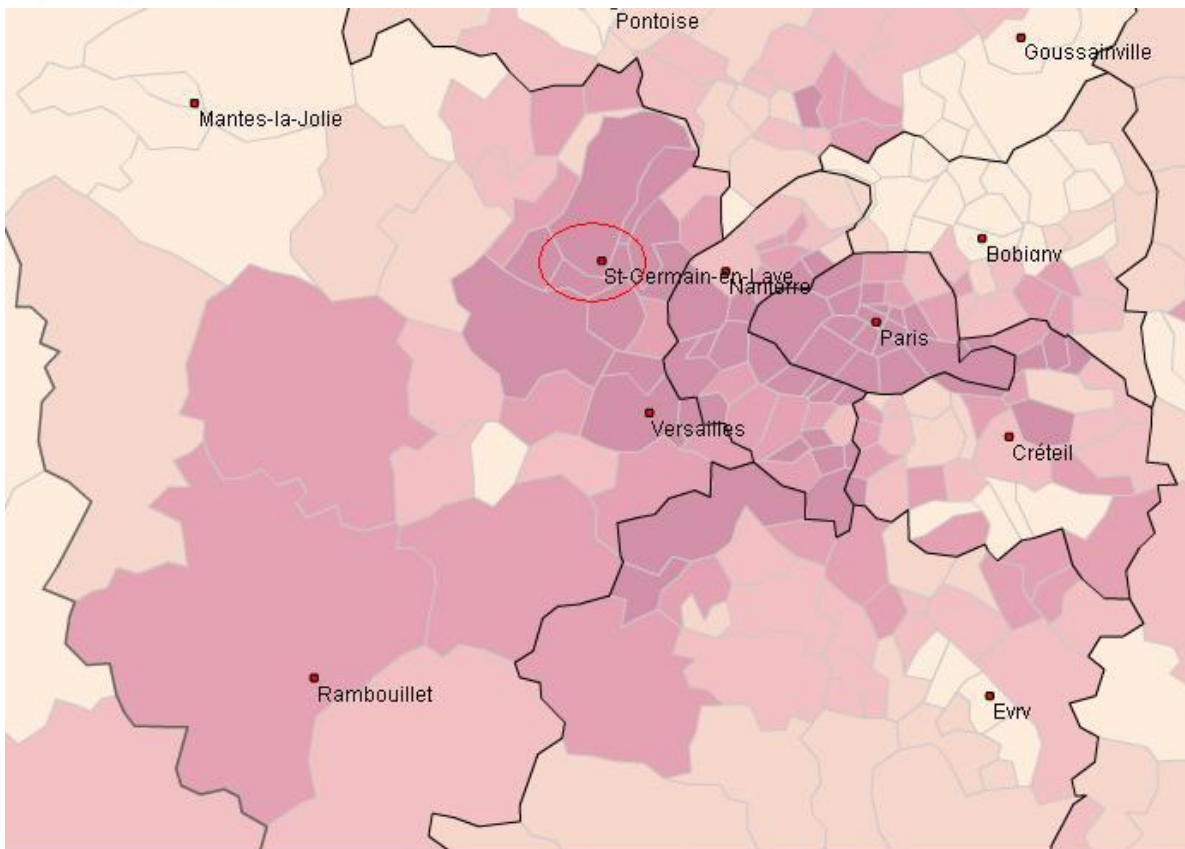 Pontoise
Goussainville
Mantes-la-Jolie
Bobigny
St-Germain-en-Laye
Nanterre
Paris
Versailles
Créteil
Rambouillet
Evry